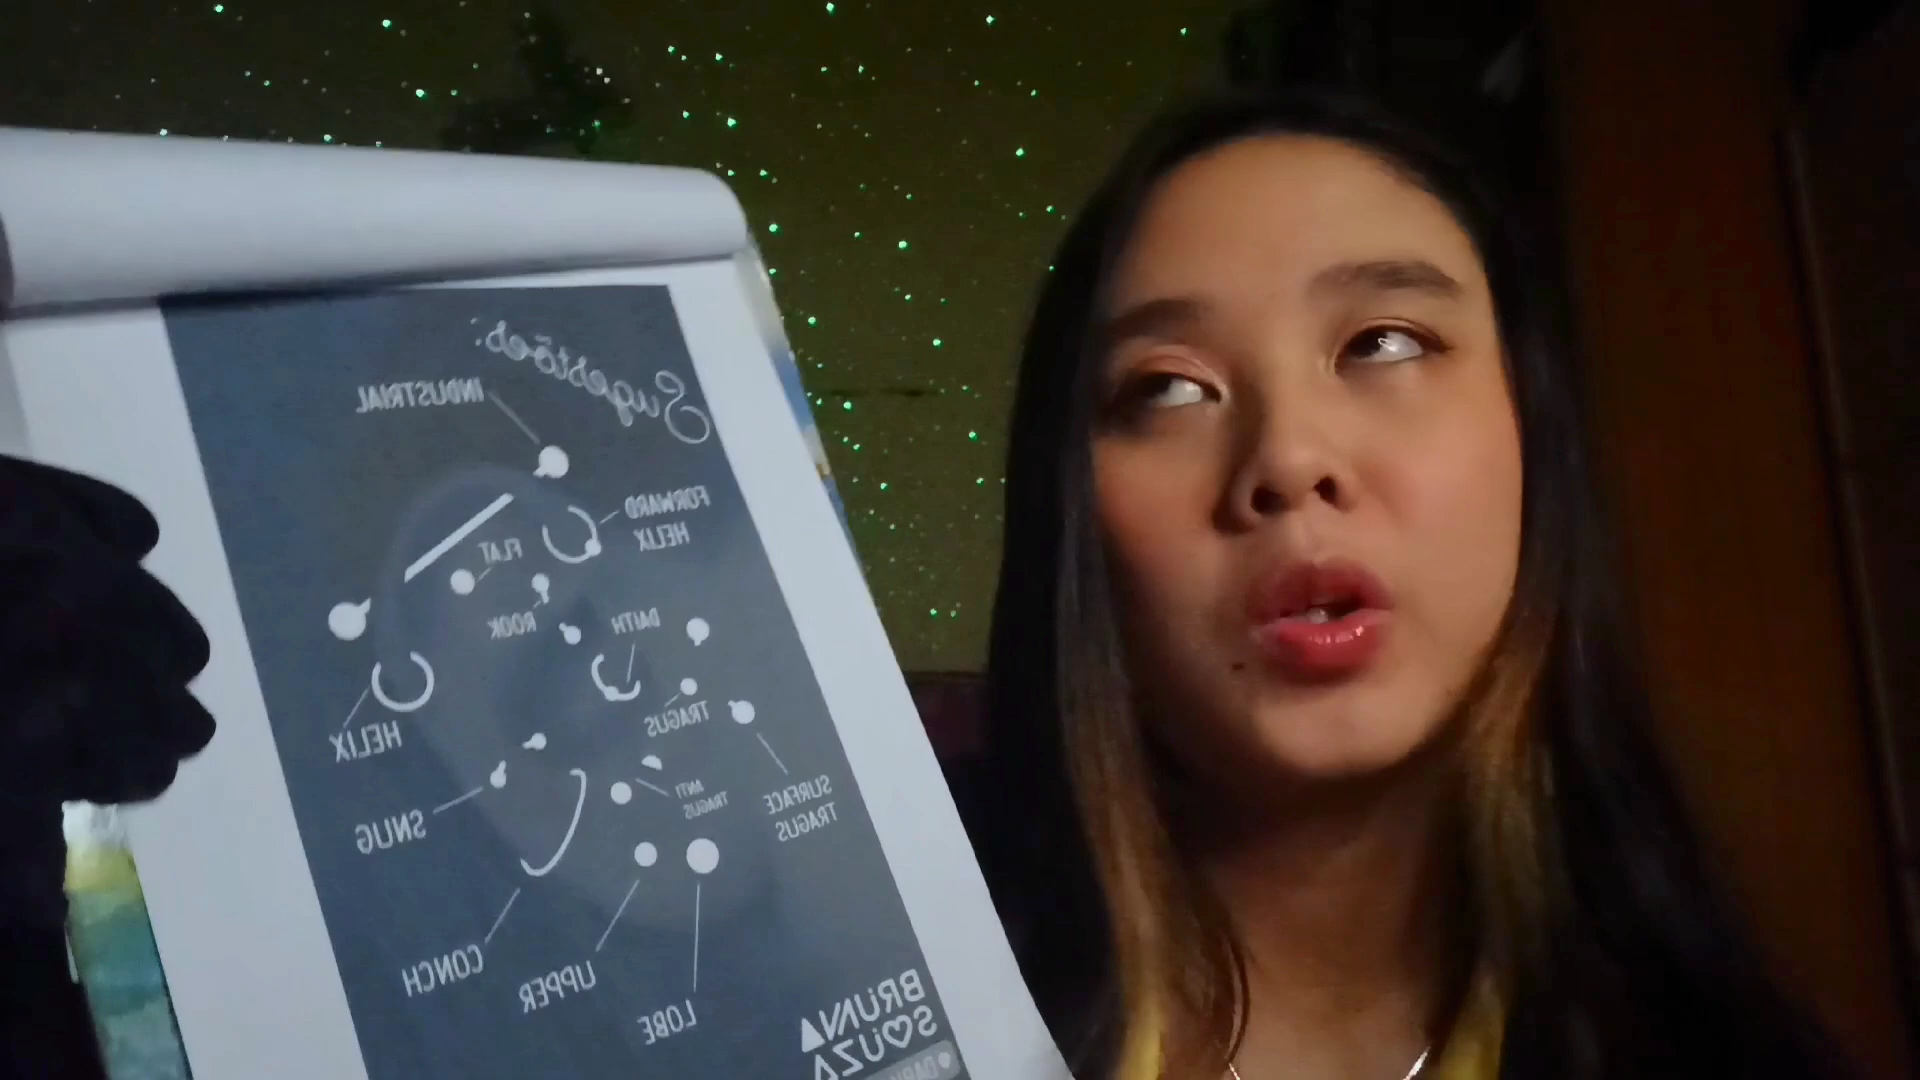 Sugestões:
INDUSTRIAL
FORWARD
HELIX
FLAT
ROOK
DAITH
TRAGUS
HELIX
SURFACE
TRAGUS
ANTI
TRAGUS
SNUG
CONCH
UPPER
LOBE
BRUNA
SOUZA